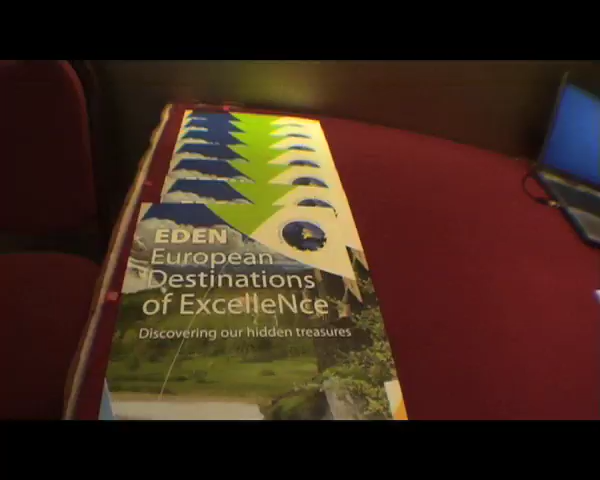 EDEN
European
Destinations
of ExcelleNce
Discovering our hidden treasures